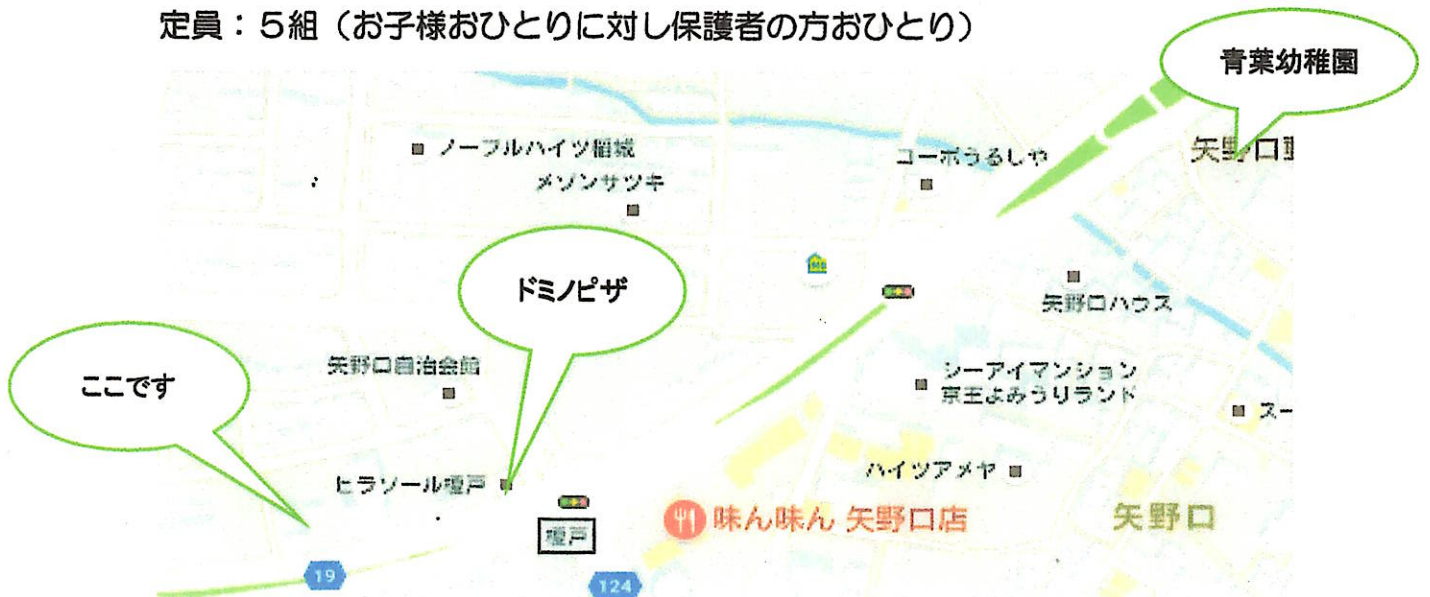 定員：５組（お子様おひとりに対し保護者の方おひとり）
青葉幼稚園
ノーブルハイツ稲城
コーポうるしや
矢野口
メゾンサツキ
ドミノピザ
矢野口ハウス
ここです
矢野口自治会館
シーアイマンション
京王よみうりランド
スー
ヒラソール榎戸
ハイツアメヤ
味ん味ん 矢野口店
矢野口
榎戸
19
124